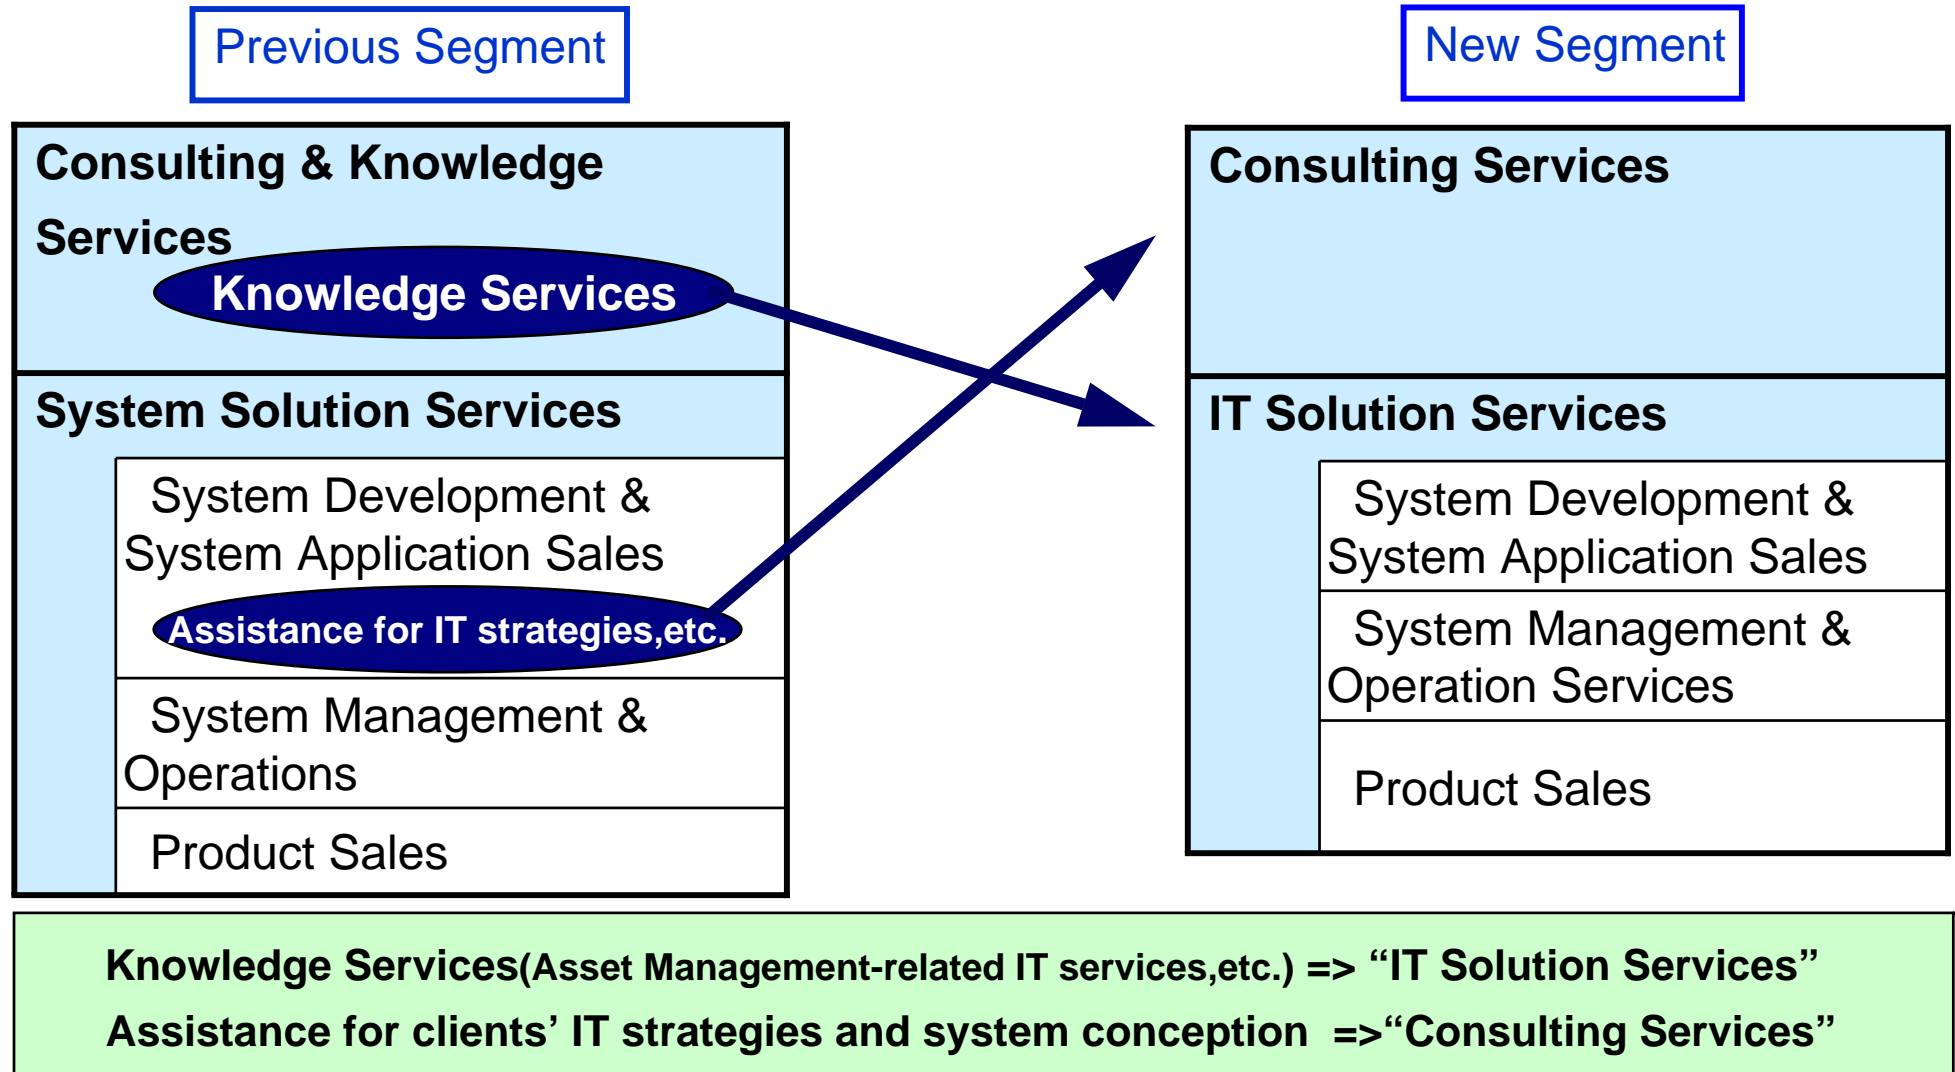 Previous Segment
New Segment
Consulting & Knowledge
Services
Knowledge Services
System Solution Services
System Development &
System Application Sales
Assistance for IT strategies,etc.
System Management &
Operations
Product Sales
Consulting Services
IT Solution Services
System Development &
System Application Sales
System Management &
Operation Services
Product Sales
Knowledge Services(Asset Management-related IT services,etc.) => “IT Solution Services”
Assistance for clients’ IT strategies and system conception =>“Consulting Services”